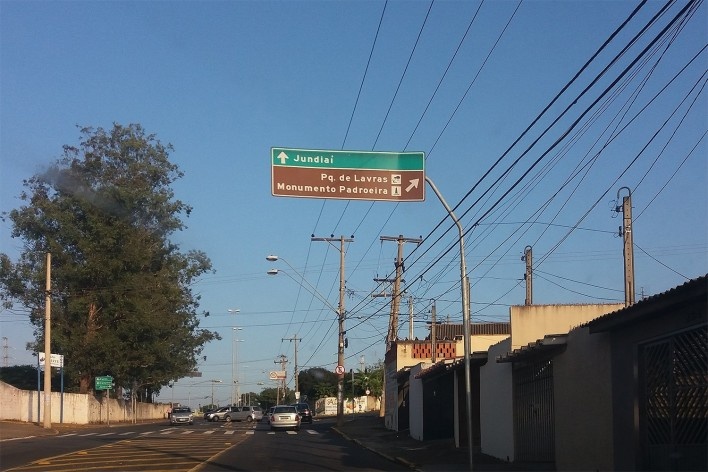 Jundiaí
Pq. de Lavras
Monumento Padroeira